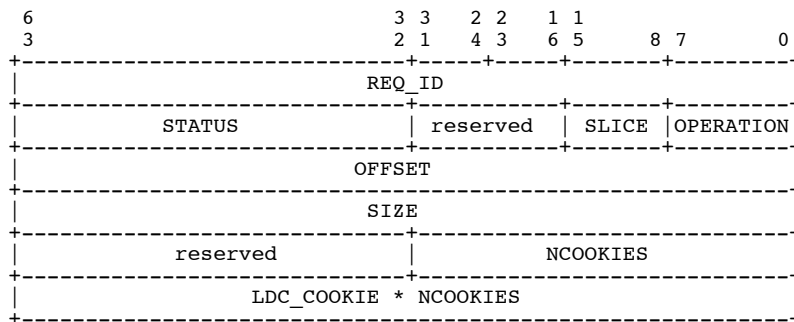 6 3 3 2 2 1 1
3 2 1 4 3 6 5 8 7 0
REQ_ID
STATUS reserved SLICE OPERATION
OFFSET
SIZE
reserved NCOOKIES
LDC_COOKIE * NCOOKIES